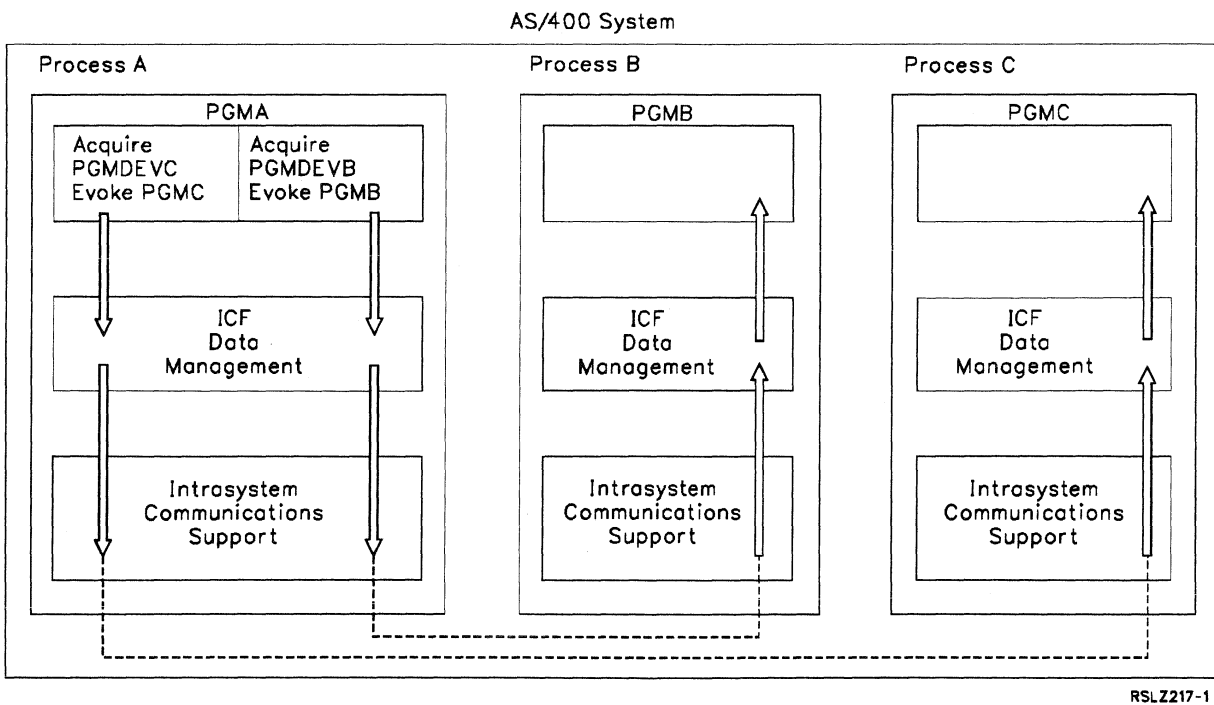 AS/400 System
Process A
Process B
Process C
PGMA
PGMB
PGMC
Acquire
PGMDEVC
Evoke PGMC
Acquire
PGMDEVB
Evoke PGMB
ICF
Data
Management
ICF
Data
Management
ICF
Data
Management
Intrasystem
Communications
Support
Intrasystem
Communications
Support
Intrasystem
Communications
Support
RSLZ217-1